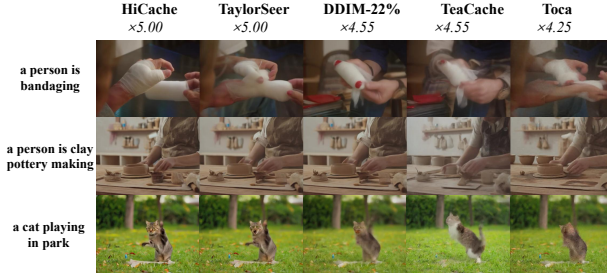 HiCache TaylorSeer DDIM-22% TeaCache Toca
×5.00 ×5.00 ×4.55 ×4.55 ×4.25
a person is
bandaging
a person is clay
pottery making
a cat playing
in park